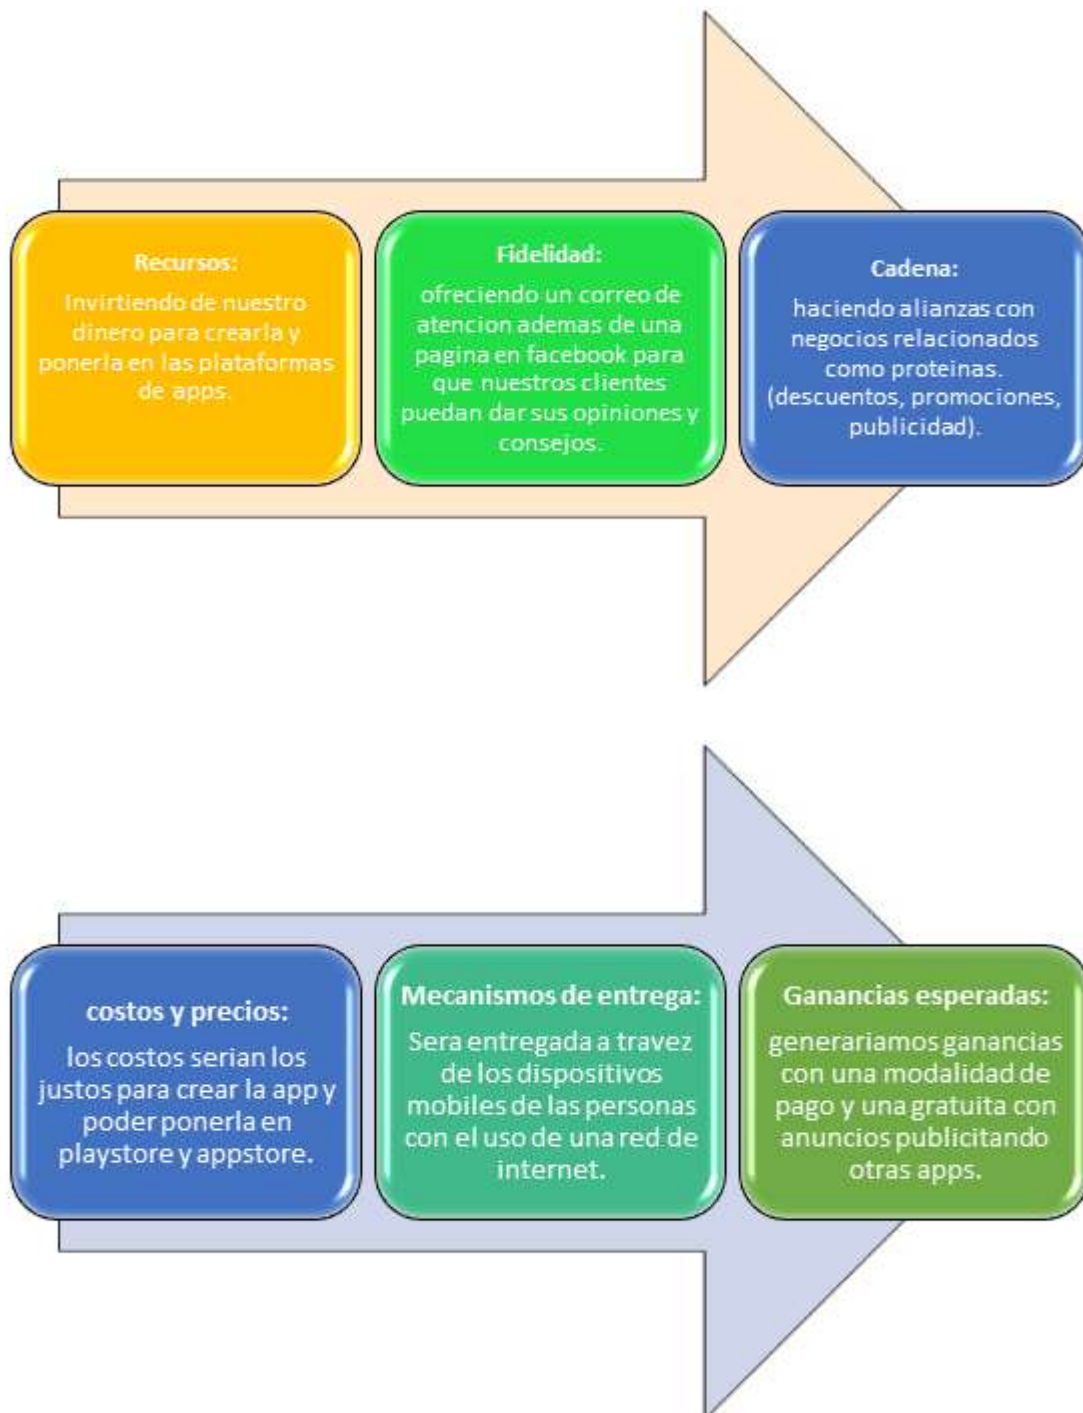 Recursos:
Invirtiendo de nuestro
dinero para crearla y
ponerla en las plataformas
de apps.
Fidelidad:
ofreciendo un correo de
atencion ademas de una
pagina en facebook para
que nuestros clientes
puedan dar sus opiniones y
consejos.
Cadena:
haciendo alianzas con
negocios relacionados
como proteinas.
(descuentos, promociones,
publicidad).
costos y precios:
los costos serian los
justos para crear la app y
poder ponerla en
playstore y appstore.
Mecanismos de entrega:
Sera entregada a travez
de los dispositivos
mobiles de las personas
con el uso de una red de
internet.
Ganancias esperadas:
generariamos ganancias
con una modalidad de
pago y una gratuita con
anuncios publicitando
otras apps.